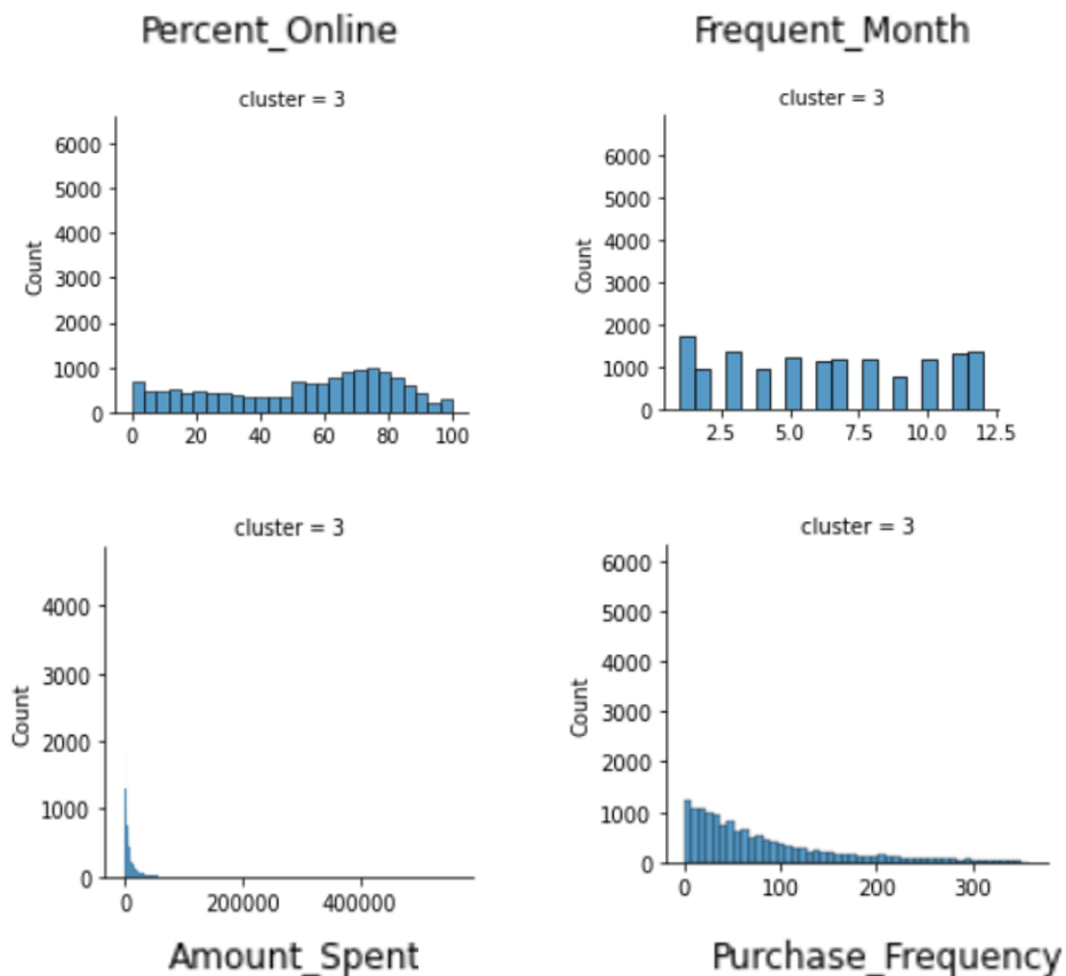 Percent_Online
Frequent_Month
cluster = 3
cluster = 3
Count
6000
5000
4000
3000
2000
1000
0
0 20 40 60 80 100
Count
6000
5000
4000
3000
2000
1000
0
2.5 5.0 7.5 10.0 12.5
cluster = 3
cluster = 3
Count
4000
3000
2000
1000
0
0 200000 400000
Count
6000
5000
4000
3000
2000
1000
0
0 100 200 300
Amount_Spent
Purchase_Frequency